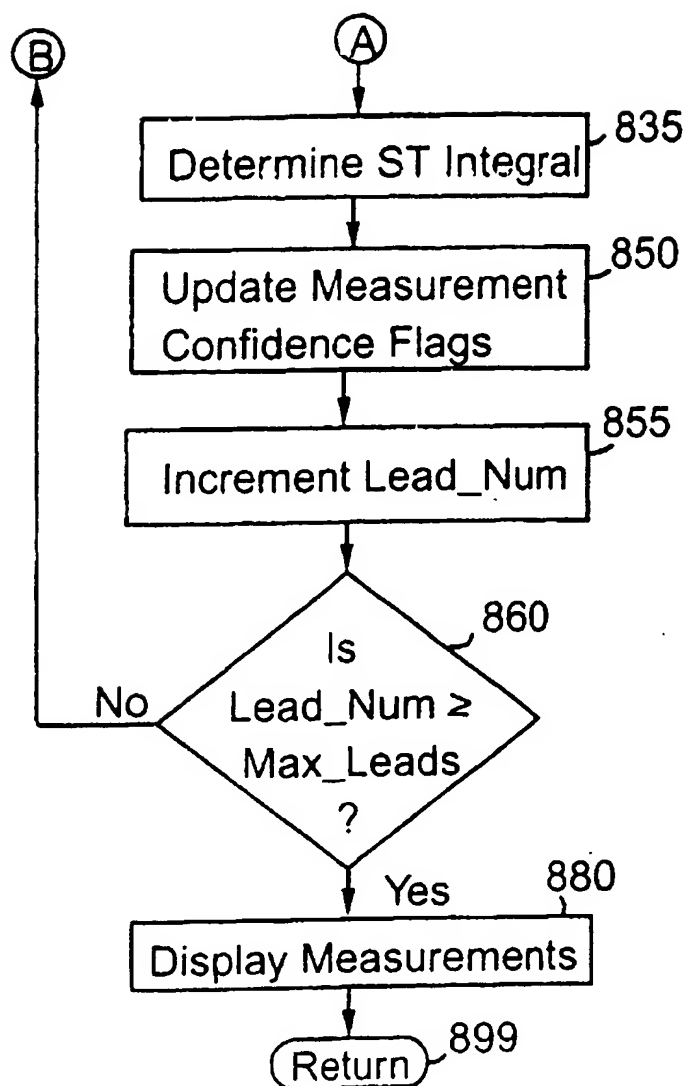 B
A
835
Determine ST Integral
850
Update Measurement
Confidence Flags
855
Increment Lead_Num
860
Is
Lead_Num ≥
Max_Leads
?
No
Yes
880
Display Measurements
Return
899